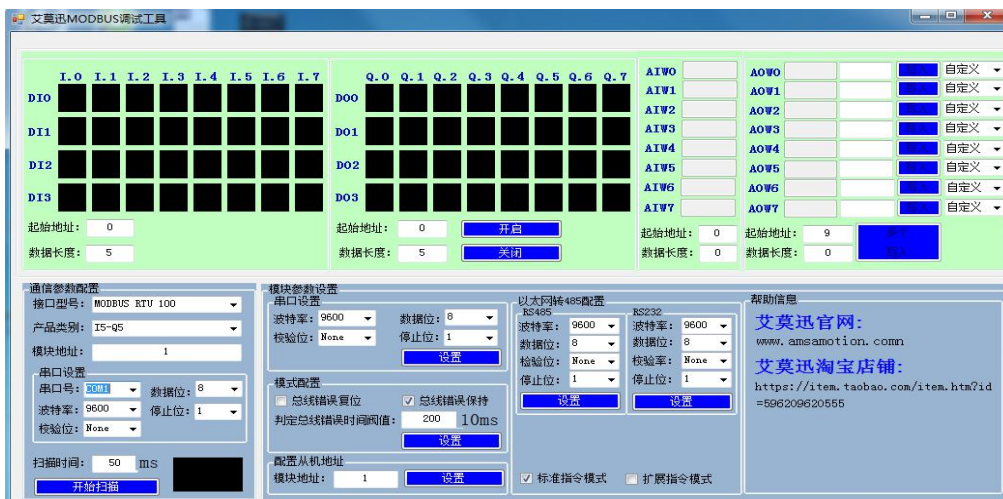 艾莫迅MODBUS调试工具
I.0 I.1 I.2 I.3 I.4 I.5 I.6 I.7
DI0
DI1
DI2
DI3
起始地址： 0
数据长度： 5
Q.0 Q.1 Q.2 Q.3 Q.4 Q.5 Q.6 Q.7
DO0
DO1
DO2
DO3
起始地址： 0 开启
数据长度： 5 关闭
AIW0
AIW1
AIW2
AIW3
AIW4
AIW5
AIW6
AIW7
起始地址： 0
数据长度： 0
AOW0 自定义
AOW1 自定义
AOW2 自定义
AOW3 自定义
AOW4 自定义
AOW5 自定义
AOW6 自定义
AOW7 自定义
起始地址： 9
数据长度： 0
通信参数配置
接口型号： MODBUS RTU 100
产品类别： I5-Q5
模块地址： 1
串口设置
串口号： COM1 数据位： 8
波特率： 9600 停止位： 1
校验位： None
扫描时间： 50 ms
开始扫描
模块参数设置
串口设置
波特率： 9600 数据位： 8
校验位： None 停止位： 1
设置
模式配置
总线错误复位 总线错误保持
判定总线错误时间阀值： 200 10ms
设置
配置从机地址
模块地址： 1 设置
以太网转485配置
RS485
波特率： 9600
数据位： 8
检验位： None
停止位： 1
设置
RS232
波特率： 9600
数据位： 8
校验率： None
停止位： 1
设置
标准指令模式 扩展指令模式
帮助信息
艾莫迅官网:
www.amsamotion.comn
艾莫迅淘宝店铺:
https://item.taobao.com/item.htm?id
=596209620555